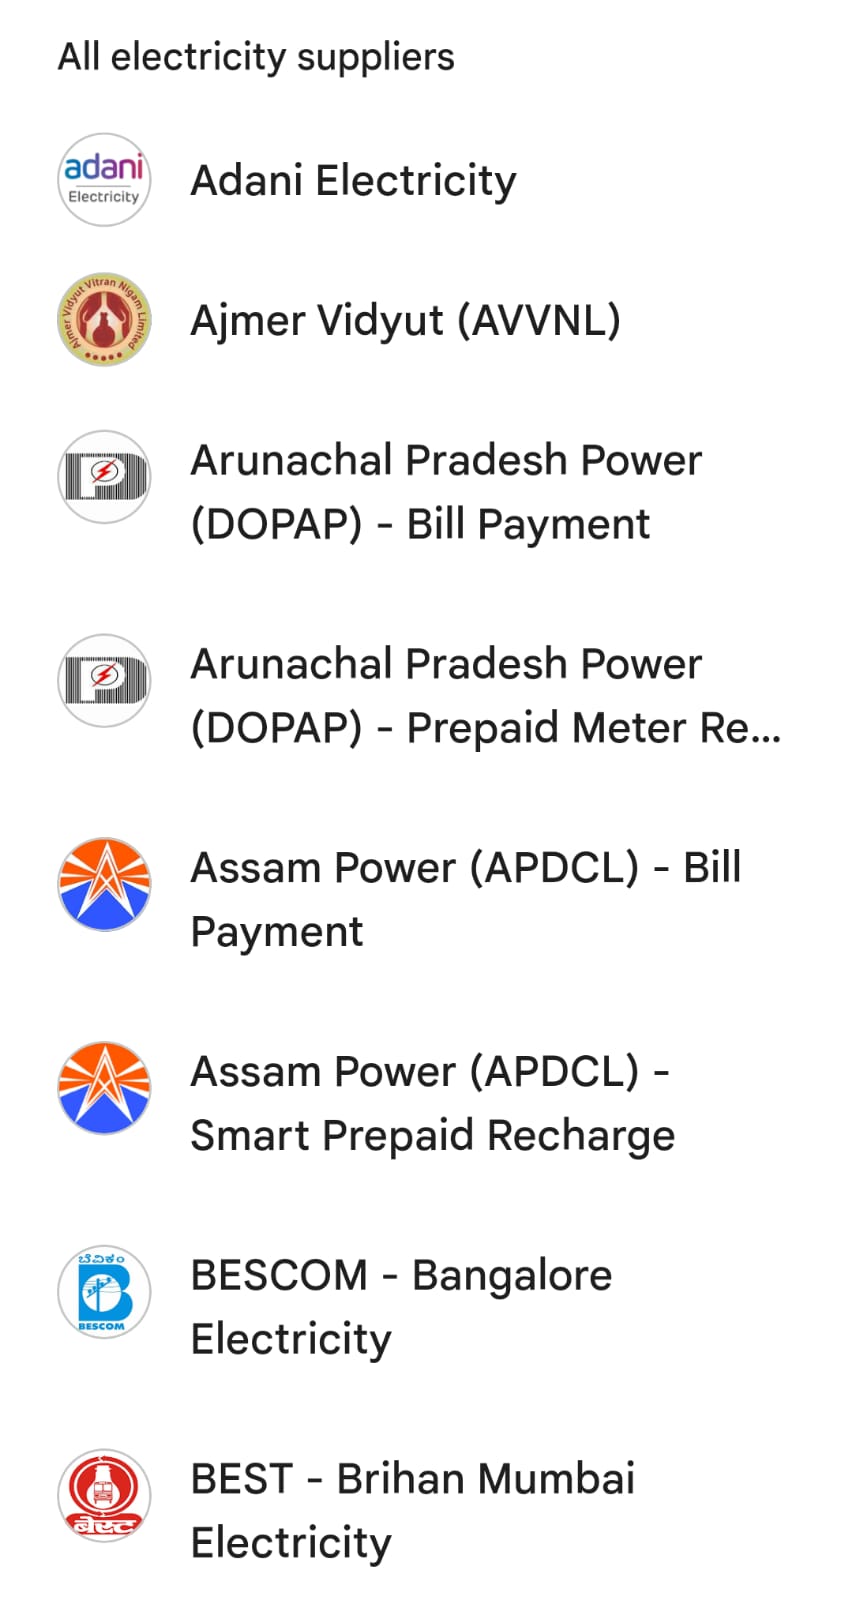 All electricity suppliers
adani
Electricity
Adani Electricity
Ajmer Vidyut Vitran Nigam Limited
Ajmer Vidyut (AVVNL)
Arunachal Pradesh Power
(DOPAP) - Bill Payment
Arunachal Pradesh Power
(DOPAP) - Prepaid Meter Re...
Assam Power (APDCL) - Bill
Payment
Assam Power (APDCL) -
Smart Prepaid Recharge
ಬೆವಿಕಂ
BESCOM
BESCOM - Bangalore
Electricity
बेस्ट
BEST - Brihan Mumbai
Electricity